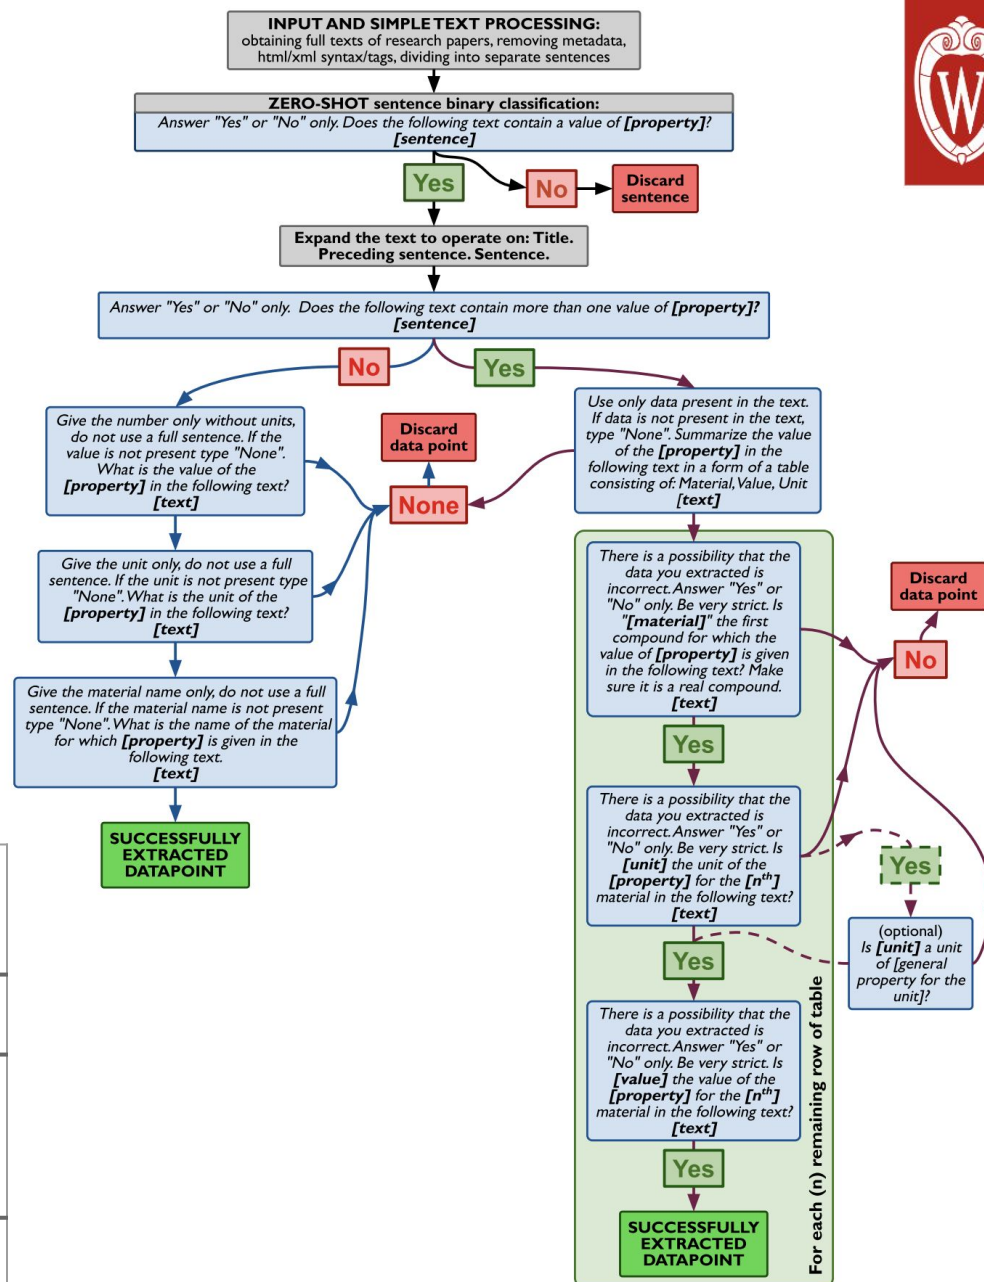 INPUT AND SIMPLE TEXT PROCESSING:
obtaining full texts of research papers, removing metadata,
html/xml syntax/tags, dividing into separate sentences
W
ZERO-SHOT sentence binary classification:
Answer "Yes" or "No" only. Does the following text contain a value of [property]?
[sentence]
Yes
No
Discard
sentence
Expand the text to operate on: Title.
Preceding sentence. Sentence.
Answer "Yes" or "No" only. Does the following text contain more than one value of [property]?
[sentence]
No
Yes
Give the number only without units,
do not use a full sentence. If the
value is not present type "None".
What is the value of the
[property] in the following text?
[text]
Discard
data point
None
Use only data present in the text.
If data is not present in the text,
type "None". Summarize the value
of the [property] in the
following text in a form of a table
consisting of: Material, Value, Unit
[text]
Give the unit only, do not use a full
sentence. If the unit is not present type
"None". What is the unit of the
[property] in the following text?
[text]
Give the material name only, do not use a full
sentence. If the material name is not present
type "None". What is the name of the material
for which [property] is given in the
following text.
[text]
SUCCESSFULLY
EXTRACTED
DATAPOINT
There is a possibility that the
data you extracted is
incorrect. Answer "Yes" or
"No" only. Be very strict. Is
"[material]" the first
compound for which the
value of [property] is given
in the following text? Make
sure it is a real compound.
[text]
Discard
data point
No
Yes
There is a possibility that the
data you extracted is
incorrect. Answer "Yes" or
"No" only. Be very strict. Is
[unit] the unit of the
[property] for the [nth]
material in the following text?
[text]
Yes
(optional)
Is [unit] a unit
of [general
property for the
unit]?
Yes
There is a possibility that the
data you extracted is
incorrect. Answer "Yes" or
"No" only. Be very strict. Is
[value] the value of the
[property] for the [nth]
material in the following text?
[text]
Yes
SUCCESSFULLY
EXTRACTED
DATAPOINT
For each (n) remaining row of table